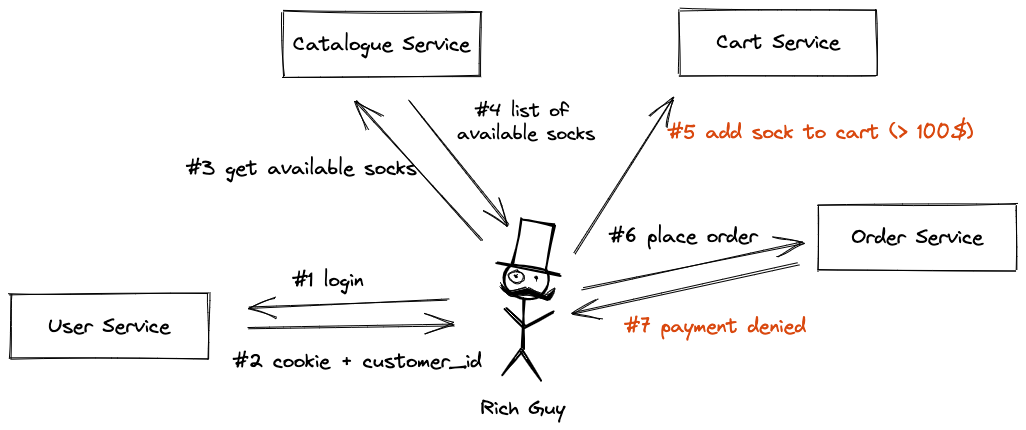 Catalogue Service
Cart Service
#4 list of
available socks
#5 add sock to cart (> 100$)
#3 get available socks
#6 place order
Order Service
#1 login
User Service
#7 payment denied
#2 cookie + customer_id
Rich Guy